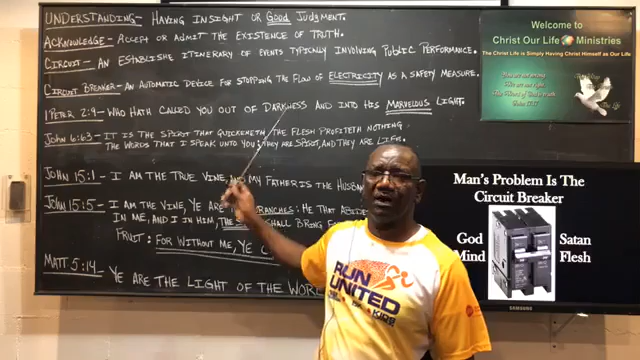 UNDERSTANDING- HAVING INSIGHT OR GOOD JUDGMENT.
ACKNOWLEDGE- ACCEPT OR ADMIT THE EXISTENCE OF TRUTH.
CIRCUIT- AN ESTABLISHE ITINERARY OF EVENTS TYPICALLY INVOLVING PUBLIC PERFORMANCE.
CIRCUIT BREAKER- AN AUTOMATIC DEVICE FOR STOPPING THE FLOW OF ELECTRICITY AS A SAFETY MEASURE.
1 PETER 2:9- WHO HATH CALLED YOU OUT OF DARKNESS AND INTO HIS MARVELOUS LIGHT.
JOHN 6:63- IT IS THE SPIRIT THAT QUICKENETH THE FLESH PROFITETH NOTHING
THE WORDS THAT I SPEAK UNTO YOU; THEY ARE SPIRIT, AND THEY ARE LIFE.
JOHN 15:1- I AM THE TRUE VINE, AND MY FATHER IS THE
JOHN 15:5- I AM THE VINE, YE ARE BRANCHES: HE THAT
IN ME, AND I IN HIM, SHALL BRING
FRUIT: FOR WITHOUT ME, YE
MATT 5:14- YE ARE THE LIGHT OF THE
Welcome to
Christ Our Life Ministries
The Christ Life is Simply Having Christ Himself as Our Life
The Way
The Life
Man's Problem Is The
Circuit Breaker
God Satan
Mind Flesh
SAMSUNG
RUN
UNITED